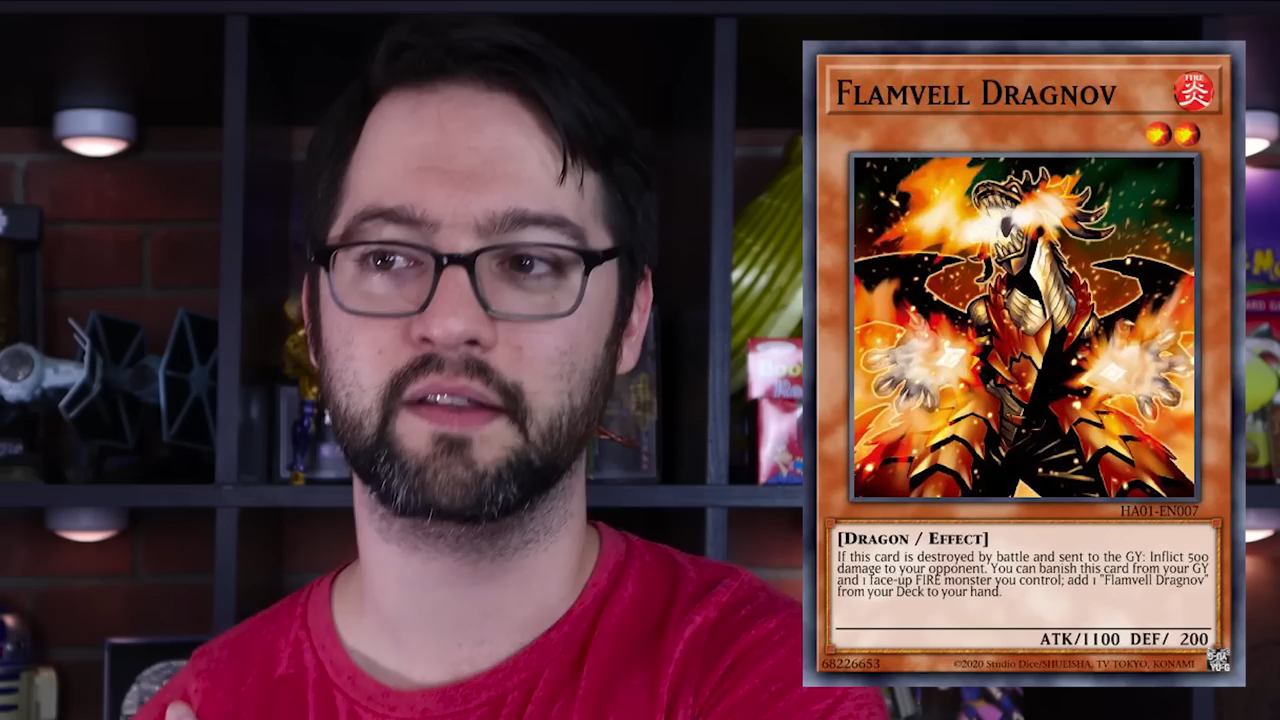 FLAMVELL DRAGNOV
FIRE
炎
HA01-EN007
[DRAGON / EFFECT]
If this card is destroyed by battle and sent to the GY: Inflict 500
damage to your opponent. You can banish this card from your GY
and 1 face-up FIRE monster you control; add 1 "Flamvell Dragnov"
from your Deck to your hand.
ATK/1100 DEF/ 200
68226653
©2020 Studio Dice/SHUEISHA, TV TOKYO, KONAMI